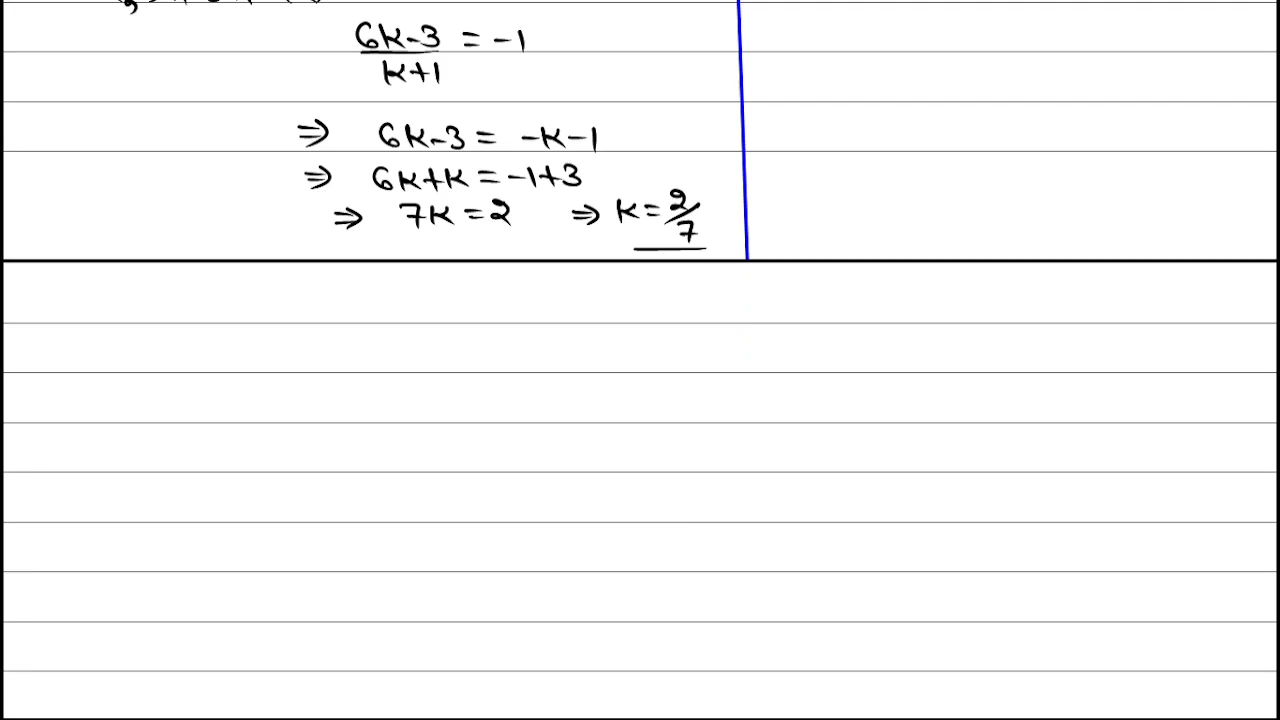 6K-3 = -1
K+1
⇒ 6K-3 = -K-1
⇒ 6K+K = -1+3
⇒ 7K = 2 ⇒ K = 2/7